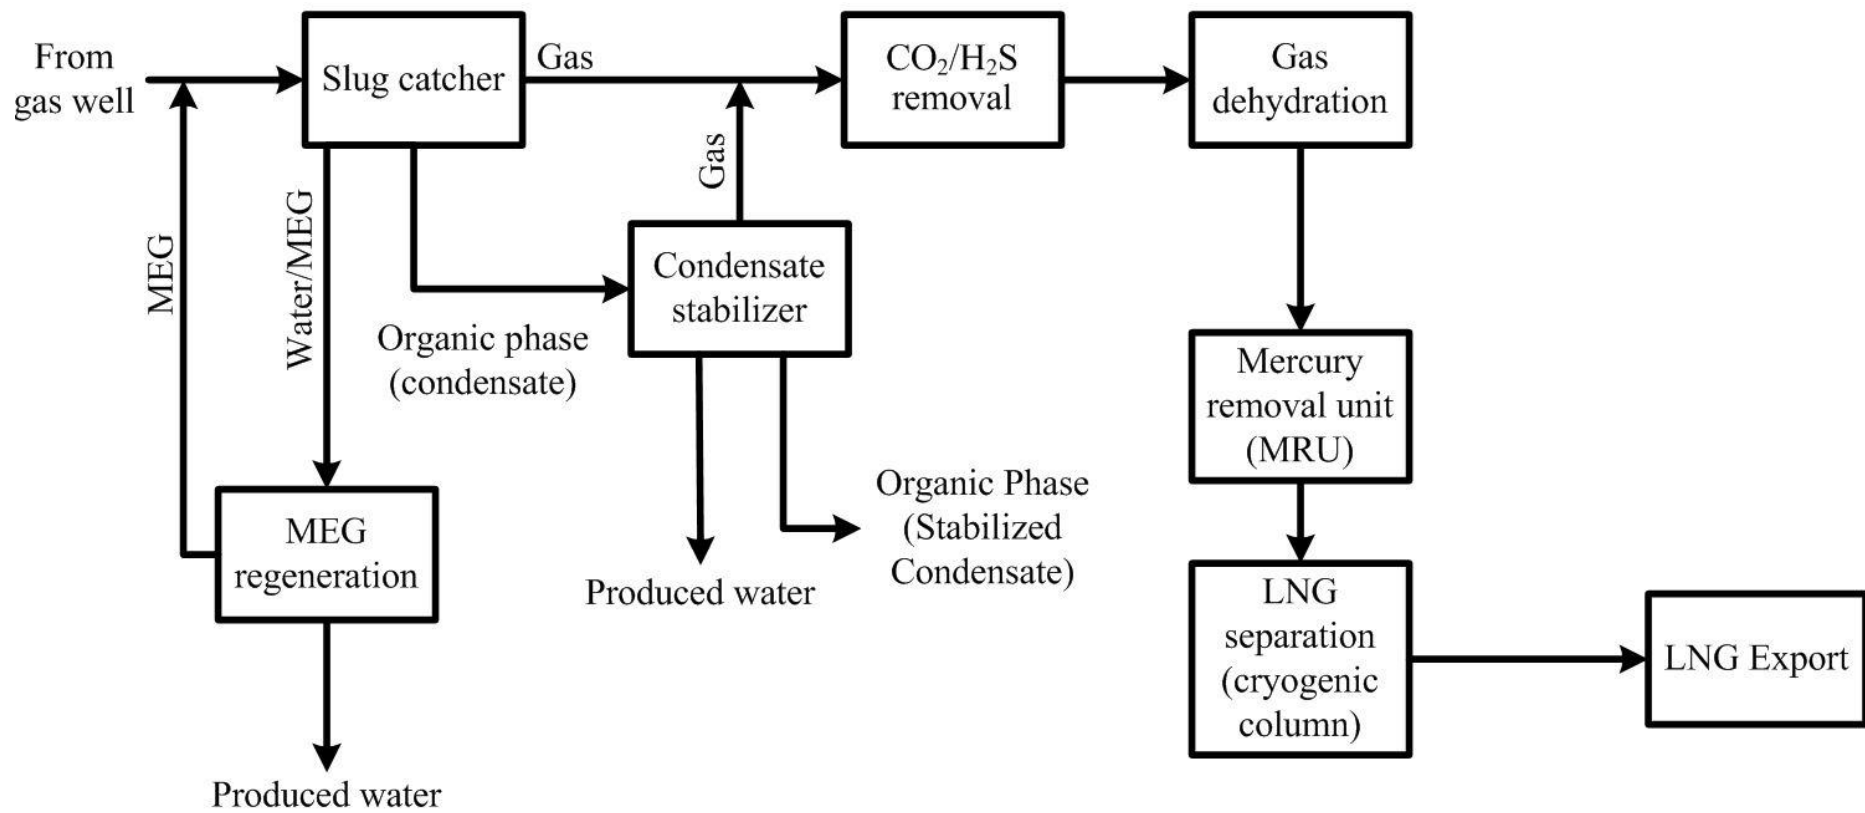 From
gas well
Slug catcher
Gas
CO₂/H₂S
removal
Gas
dehydration
MEG
Water/MEG
Gas
Condensate
stabilizer
Organic phase
(condensate)
Mercury
removal unit
(MRU)
MEG
regeneration
Organic Phase
(Stabilized
Condensate)
Produced water
LNG
separation
(cryogenic
column)
LNG Export
Produced water